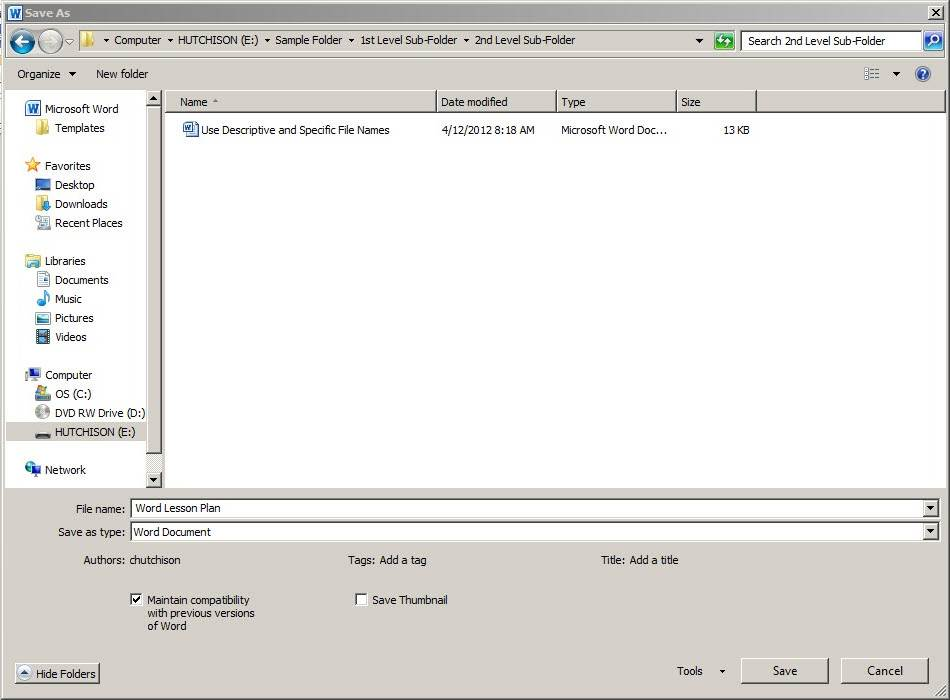 Save As
Computer HUTCHISON (E:) Sample Folder 1st Level Sub-Folder 2nd Level Sub-Folder Search 2nd Level Sub-Folder
Organize New folder
Name Date modified Type Size
Use Descriptive and Specific File Names 4/12/2012 8:18 AM Microsoft Word Doc... 13 KB
Microsoft Word
Templates
Favorites
Desktop
Downloads
Recent Places
Libraries
Documents
Music
Pictures
Videos
Computer
OS (C:)
DVD RW Drive (D:)
HUTCHISON (E:)
Network
File name: Word Lesson Plan
Save as type: Word Document
Authors: chutchison Tags: Add a tag Title: Add a title
Maintain compatibility
with previous versions
of Word
Save Thumbnail
Hide Folders Tools Save Cancel